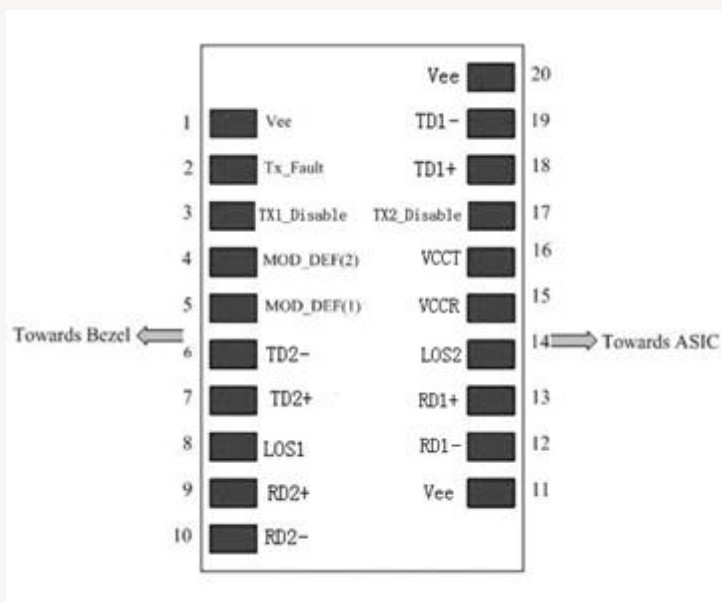 Vee 20
1 Vee TD1- 19
2 Tx_Fault TD1+ 18
3 TX1_Disable TX2_Disable 17
4 MOD_DEF(2) VCCT 16
5 MOD_DEF(1) VCCR 15
Towards Bezel
6 TD2- LOS2 14
Towards ASIC
7 TD2+ RD1+ 13
8 LOS1 RD1- 12
9 RD2+ Vee 11
10 RD2-